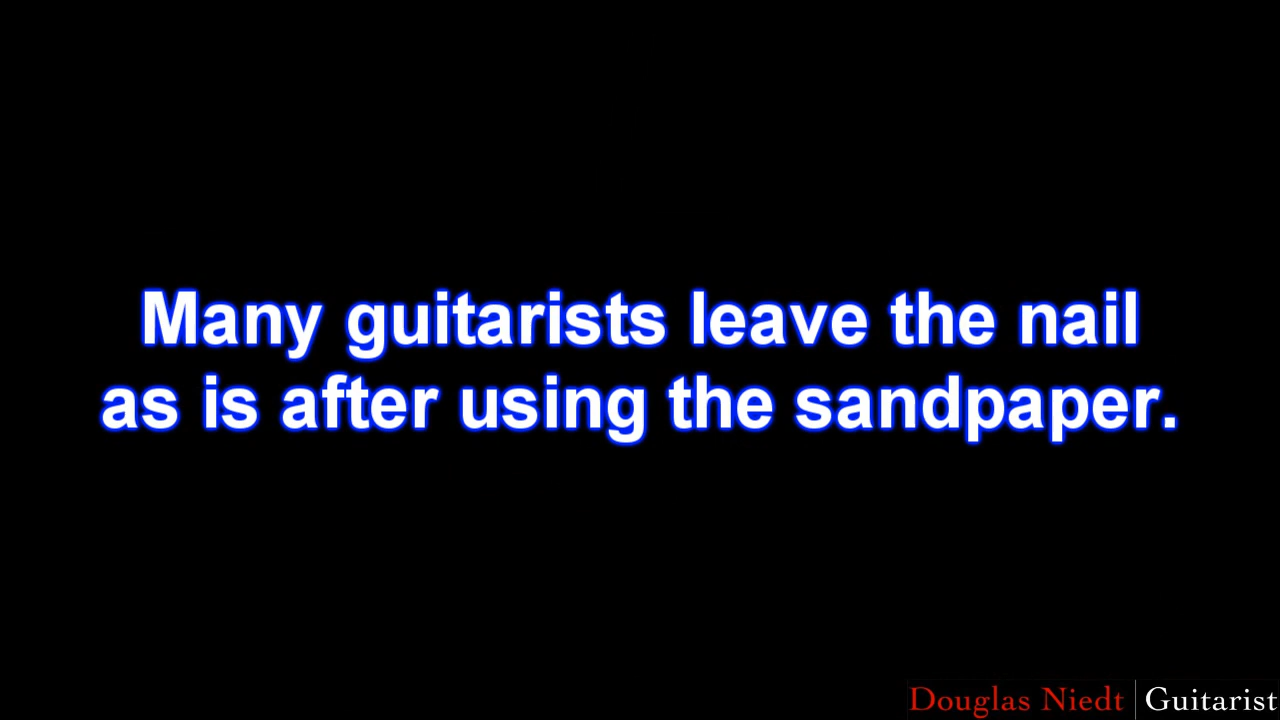 Many guitarists leave the nail
as is after using the sandpaper.
Douglas Niedt | Guitarist